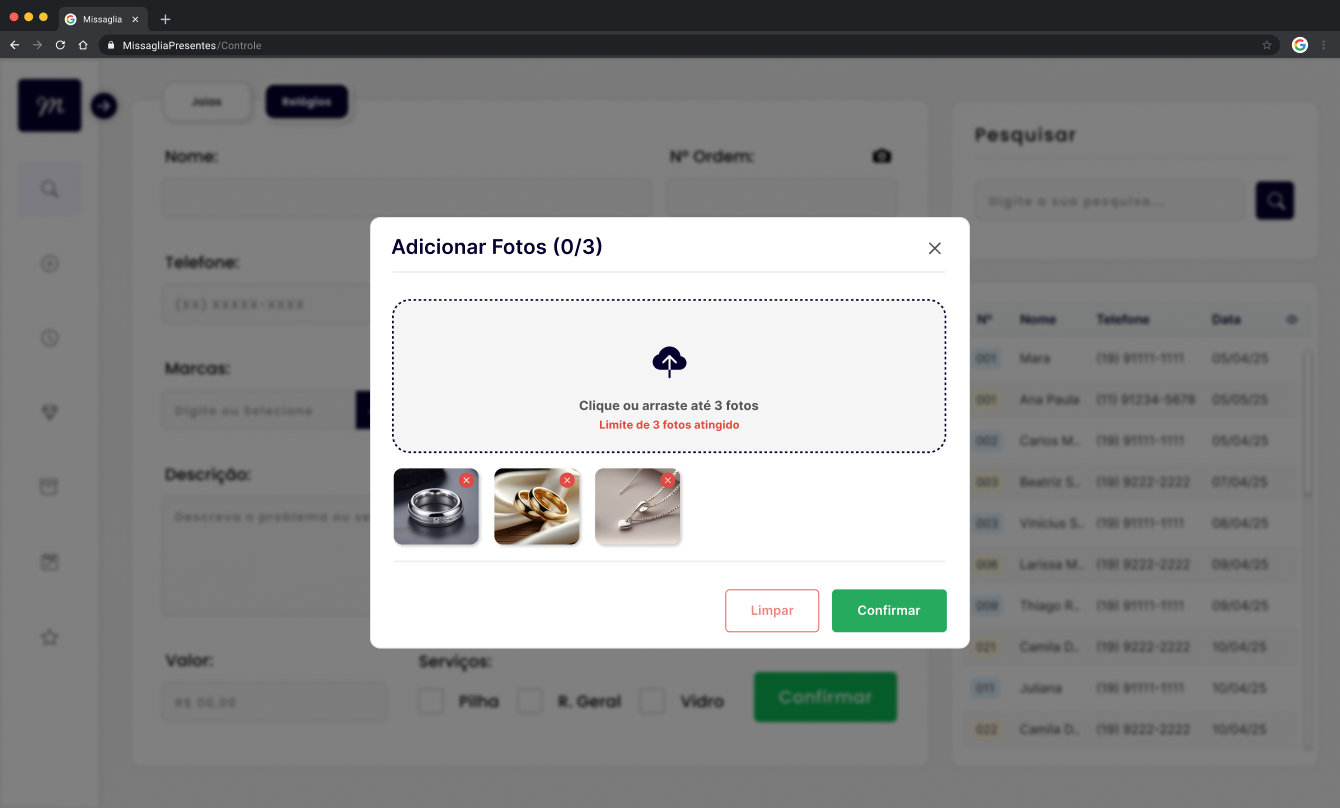 Missaglia
MissagliaPresentes/Controle
Joias
Relógios
Nome:
Nº Ordem:
Telefone:
(xx) xxxxx-xxxx
Marcas:
Digite ou Selecione
Descrição:
Descreva o problema ou se
Valor:
R$ 00,00
Serviços:
Pilha
R. Geral
Vidro
Confirmar
Adicionar Fotos (0/3)
Clique ou arraste até 3 fotos
Limite de 3 fotos atingido
Limpar
Confirmar
Pesquisar
Digite a sua pesquisa...
Nº Nome Telefone Data
001 Mara (19) 91111-1111 05/04/25
001 Ana Paula (11) 91234-5678 05/05/25
002 Carlos M.. (19) 91111-1111 05/04/25
003 Beatriz S.. (19) 9222-2222 07/04/25
003 Vinicius S.. (19) 91111-1111 08/04/25
006 Larissa M.. (19) 9222-2222 09/04/25
009 Thiago R.. (19) 91111-1111 09/04/25
021 Camila D.. (19) 9222-2222 10/04/25
011 Juliana (19) 91111-1111 10/04/25
022 Camila D.. (19) 9222-2222 10/04/25